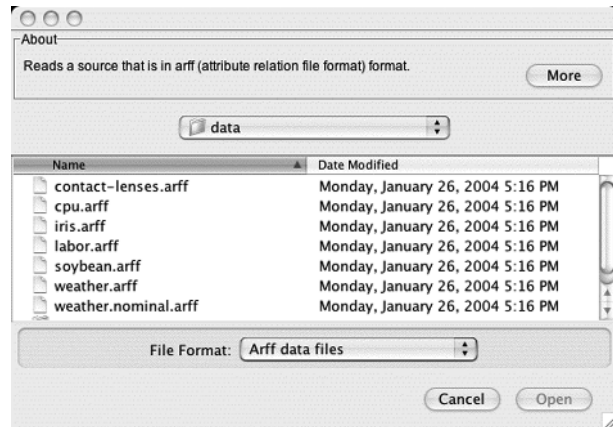 About
Reads a source that is in arff (attribute relation file format) format.
More
data
Name Date Modified
contact-lenses.arff Monday, January 26, 2004 5:16 PM
cpu.arff Monday, January 26, 2004 5:16 PM
iris.arff Monday, January 26, 2004 5:16 PM
labor.arff Monday, January 26, 2004 5:16 PM
soybean.arff Monday, January 26, 2004 5:16 PM
weather.arff Monday, January 26, 2004 5:16 PM
weather.nominal.arff Monday, January 26, 2004 5:16 PM
File Format: Arff data files
Cancel Open